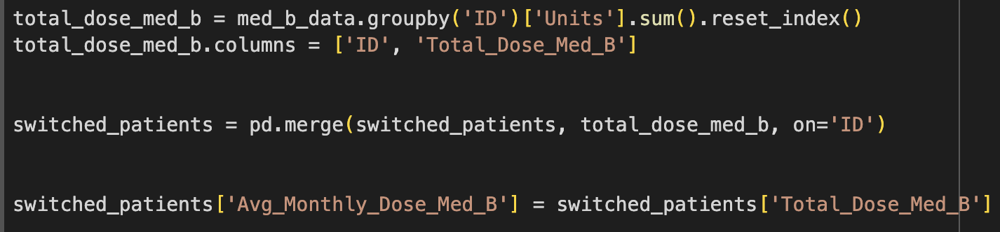 total_dose_med_b = med_b_data.groupby('ID')['Units'].sum().reset_index()
total_dose_med_b.columns = ['ID', 'Total_Dose_Med_B']
switched_patients = pd.merge(switched_patients, total_dose_med_b, on='ID')
switched_patients['Avg_Monthly_Dose_Med_B'] = switched_patients['Total_Dose_Med_B']